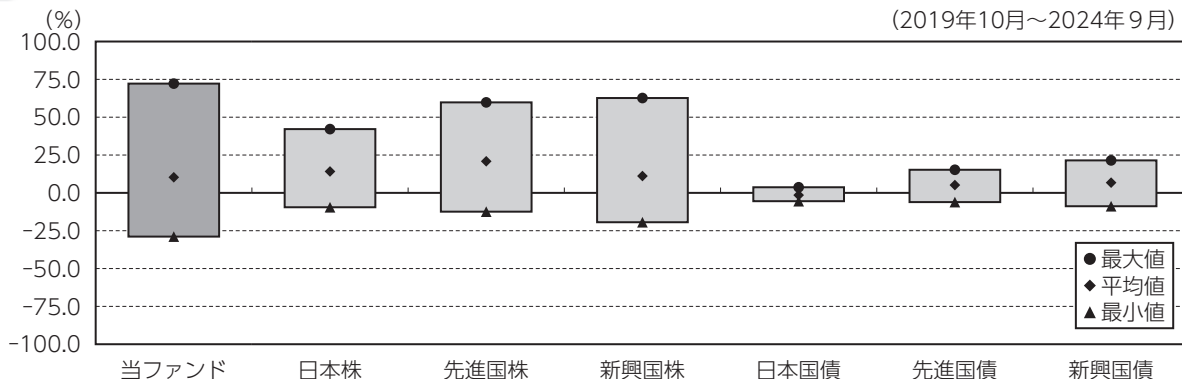 (%)
(2019年10月～2024年９月)
100.0
75.0
50.0
25.0
0.0
-25.0
-50.0
-75.0
-100.0
●最大値
◆平均値
▲最小値
当ファンド 日本株 先進国株 新興国株 日本国債 先進国債 新興国債